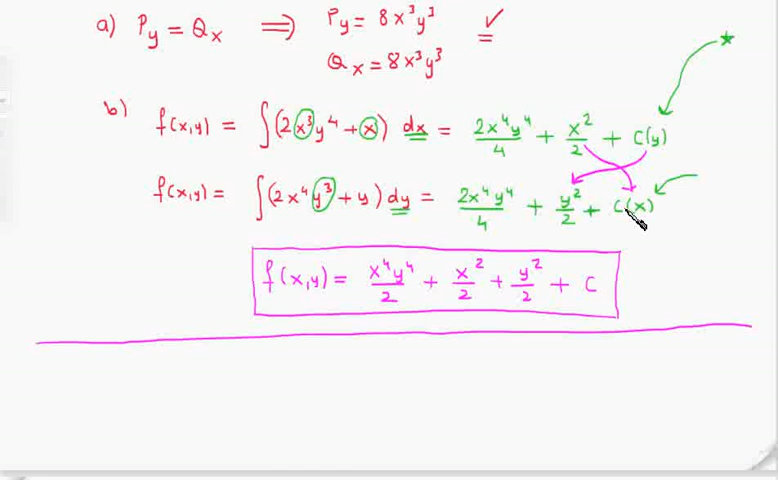 a) Py = Qx ⟹ Py = 8x³y³ ✓
Qx = 8x³y³
b) f(x,y) = ∫(2x³y⁴ + x) dx = 2x⁴y⁴/4 + x²/2 + C(y)
f(x,y) = ∫(2x⁴y³ + y) dy = 2x⁴y⁴/4 + y²/2 + C(x)
f(x,y) = x⁴y⁴/2 + x²/2 + y²/2 + C